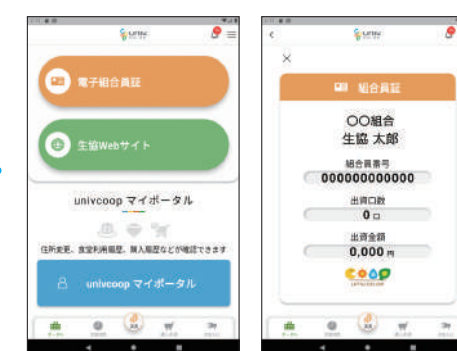 univ
電子組合員証
生協Webサイト
univcoop マイポータル
住所変更、食堂利用履歴、購入履歴などが確認できます
univcoop マイポータル
univ
組合員証
〇〇組合
生協 太郎
組合員番号
000000000000
出資口数
0 口
出資金額
0,000 円
COOP